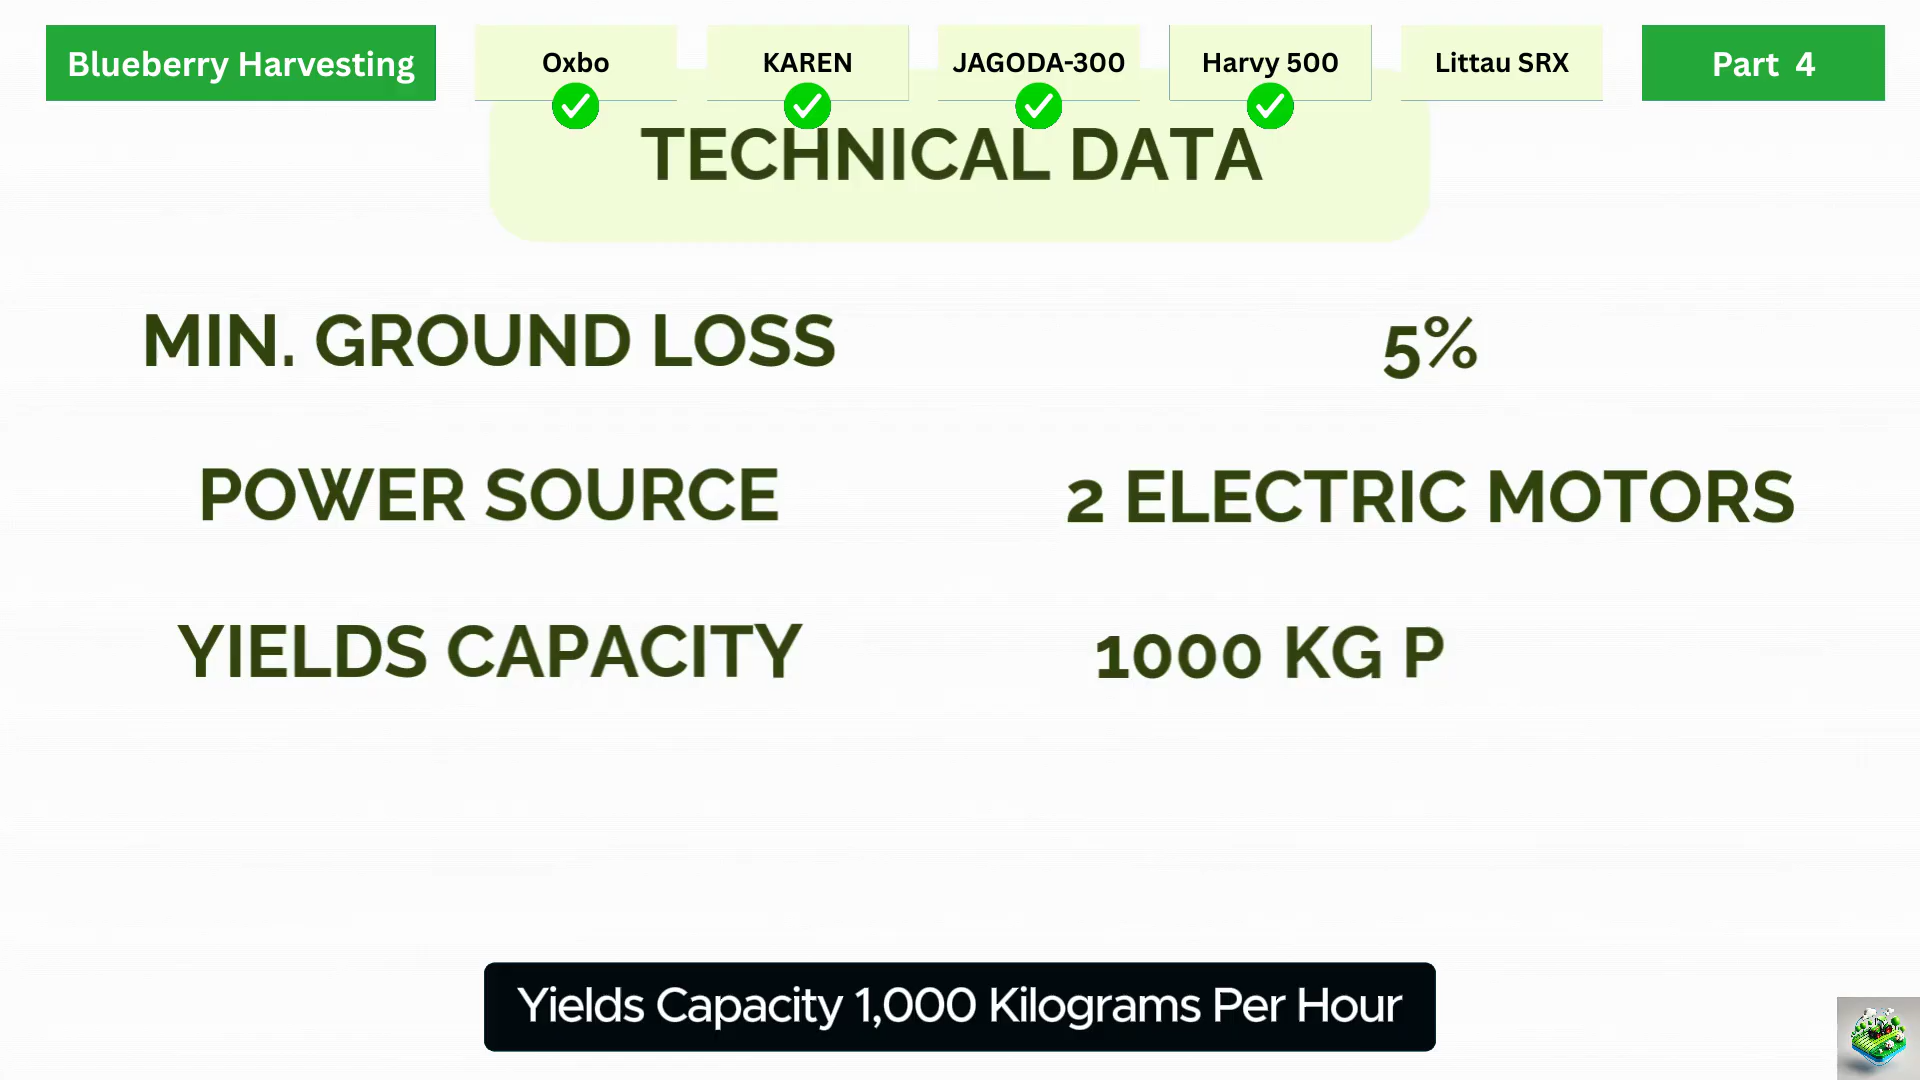 Blueberry Harvesting
Oxbo
KAREN
JAGODA-300
Harvy 500
Littau SRX
Part 4
TECHNICAL DATA
MIN. GROUND LOSS 5%
POWER SOURCE 2 ELECTRIC MOTORS
YIELDS CAPACITY 1000 KG P
Yields Capacity 1,000 Kilograms Per Hour